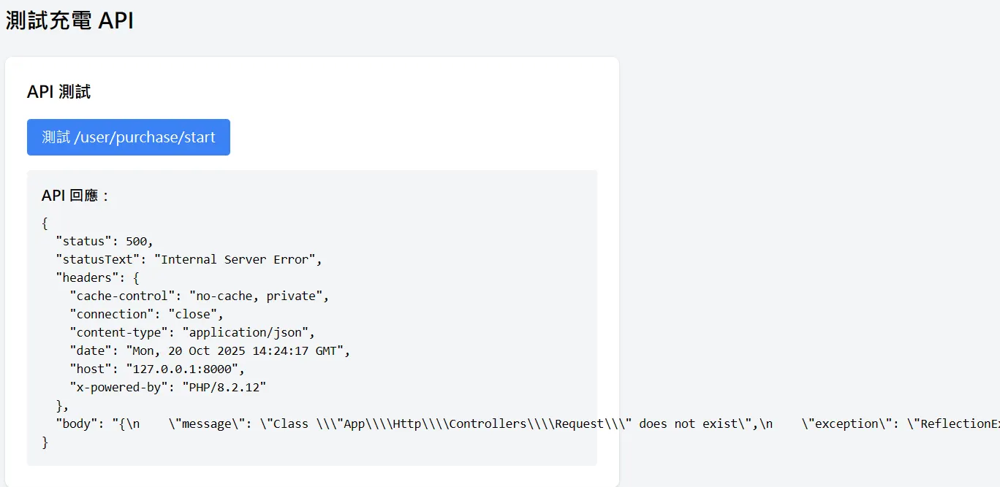 測試充電 API
API 測試
測試 /user/purchase/start
API 回應：
{
  "status": 500,
  "statusText": "Internal Server Error",
  "headers": {
    "cache-control": "no-cache, private",
    "connection": "close",
    "content-type": "application/json",
    "date": "Mon, 20 Oct 2025 14:24:17 GMT",
    "host": "127.0.0.1:8000",
    "x-powered-by": "PHP/8.2.12"
  },
  "body": "{\n    \"message\": \"Class \\\"App\\\\Http\\\\Controllers\\\\Request\\\" does not exist\",\n    \"exception\": \"ReflectionEx
}